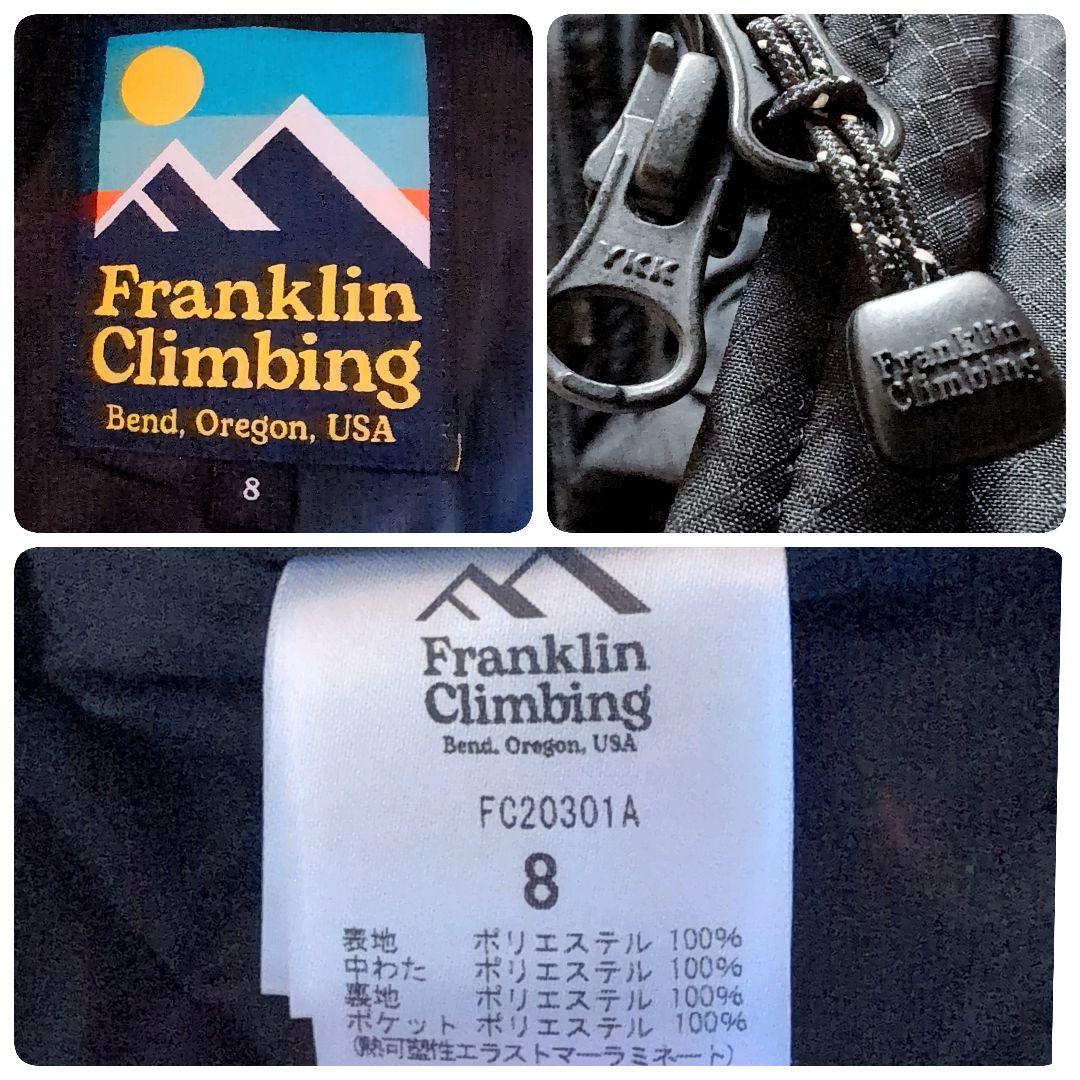 Franklin
Climbing
Bend, Oregon, USA
8
YKK
Franklin
Climbing
Franklin
Climbing
Bend, Oregon, USA
FC20301A
8
表地 ポリエステル 100%
中わた ポリエステル 100%
裏地 ポリエステル 100%
ポケット ポリエステル 100%
(熱可塑性エラストマーラミネート)